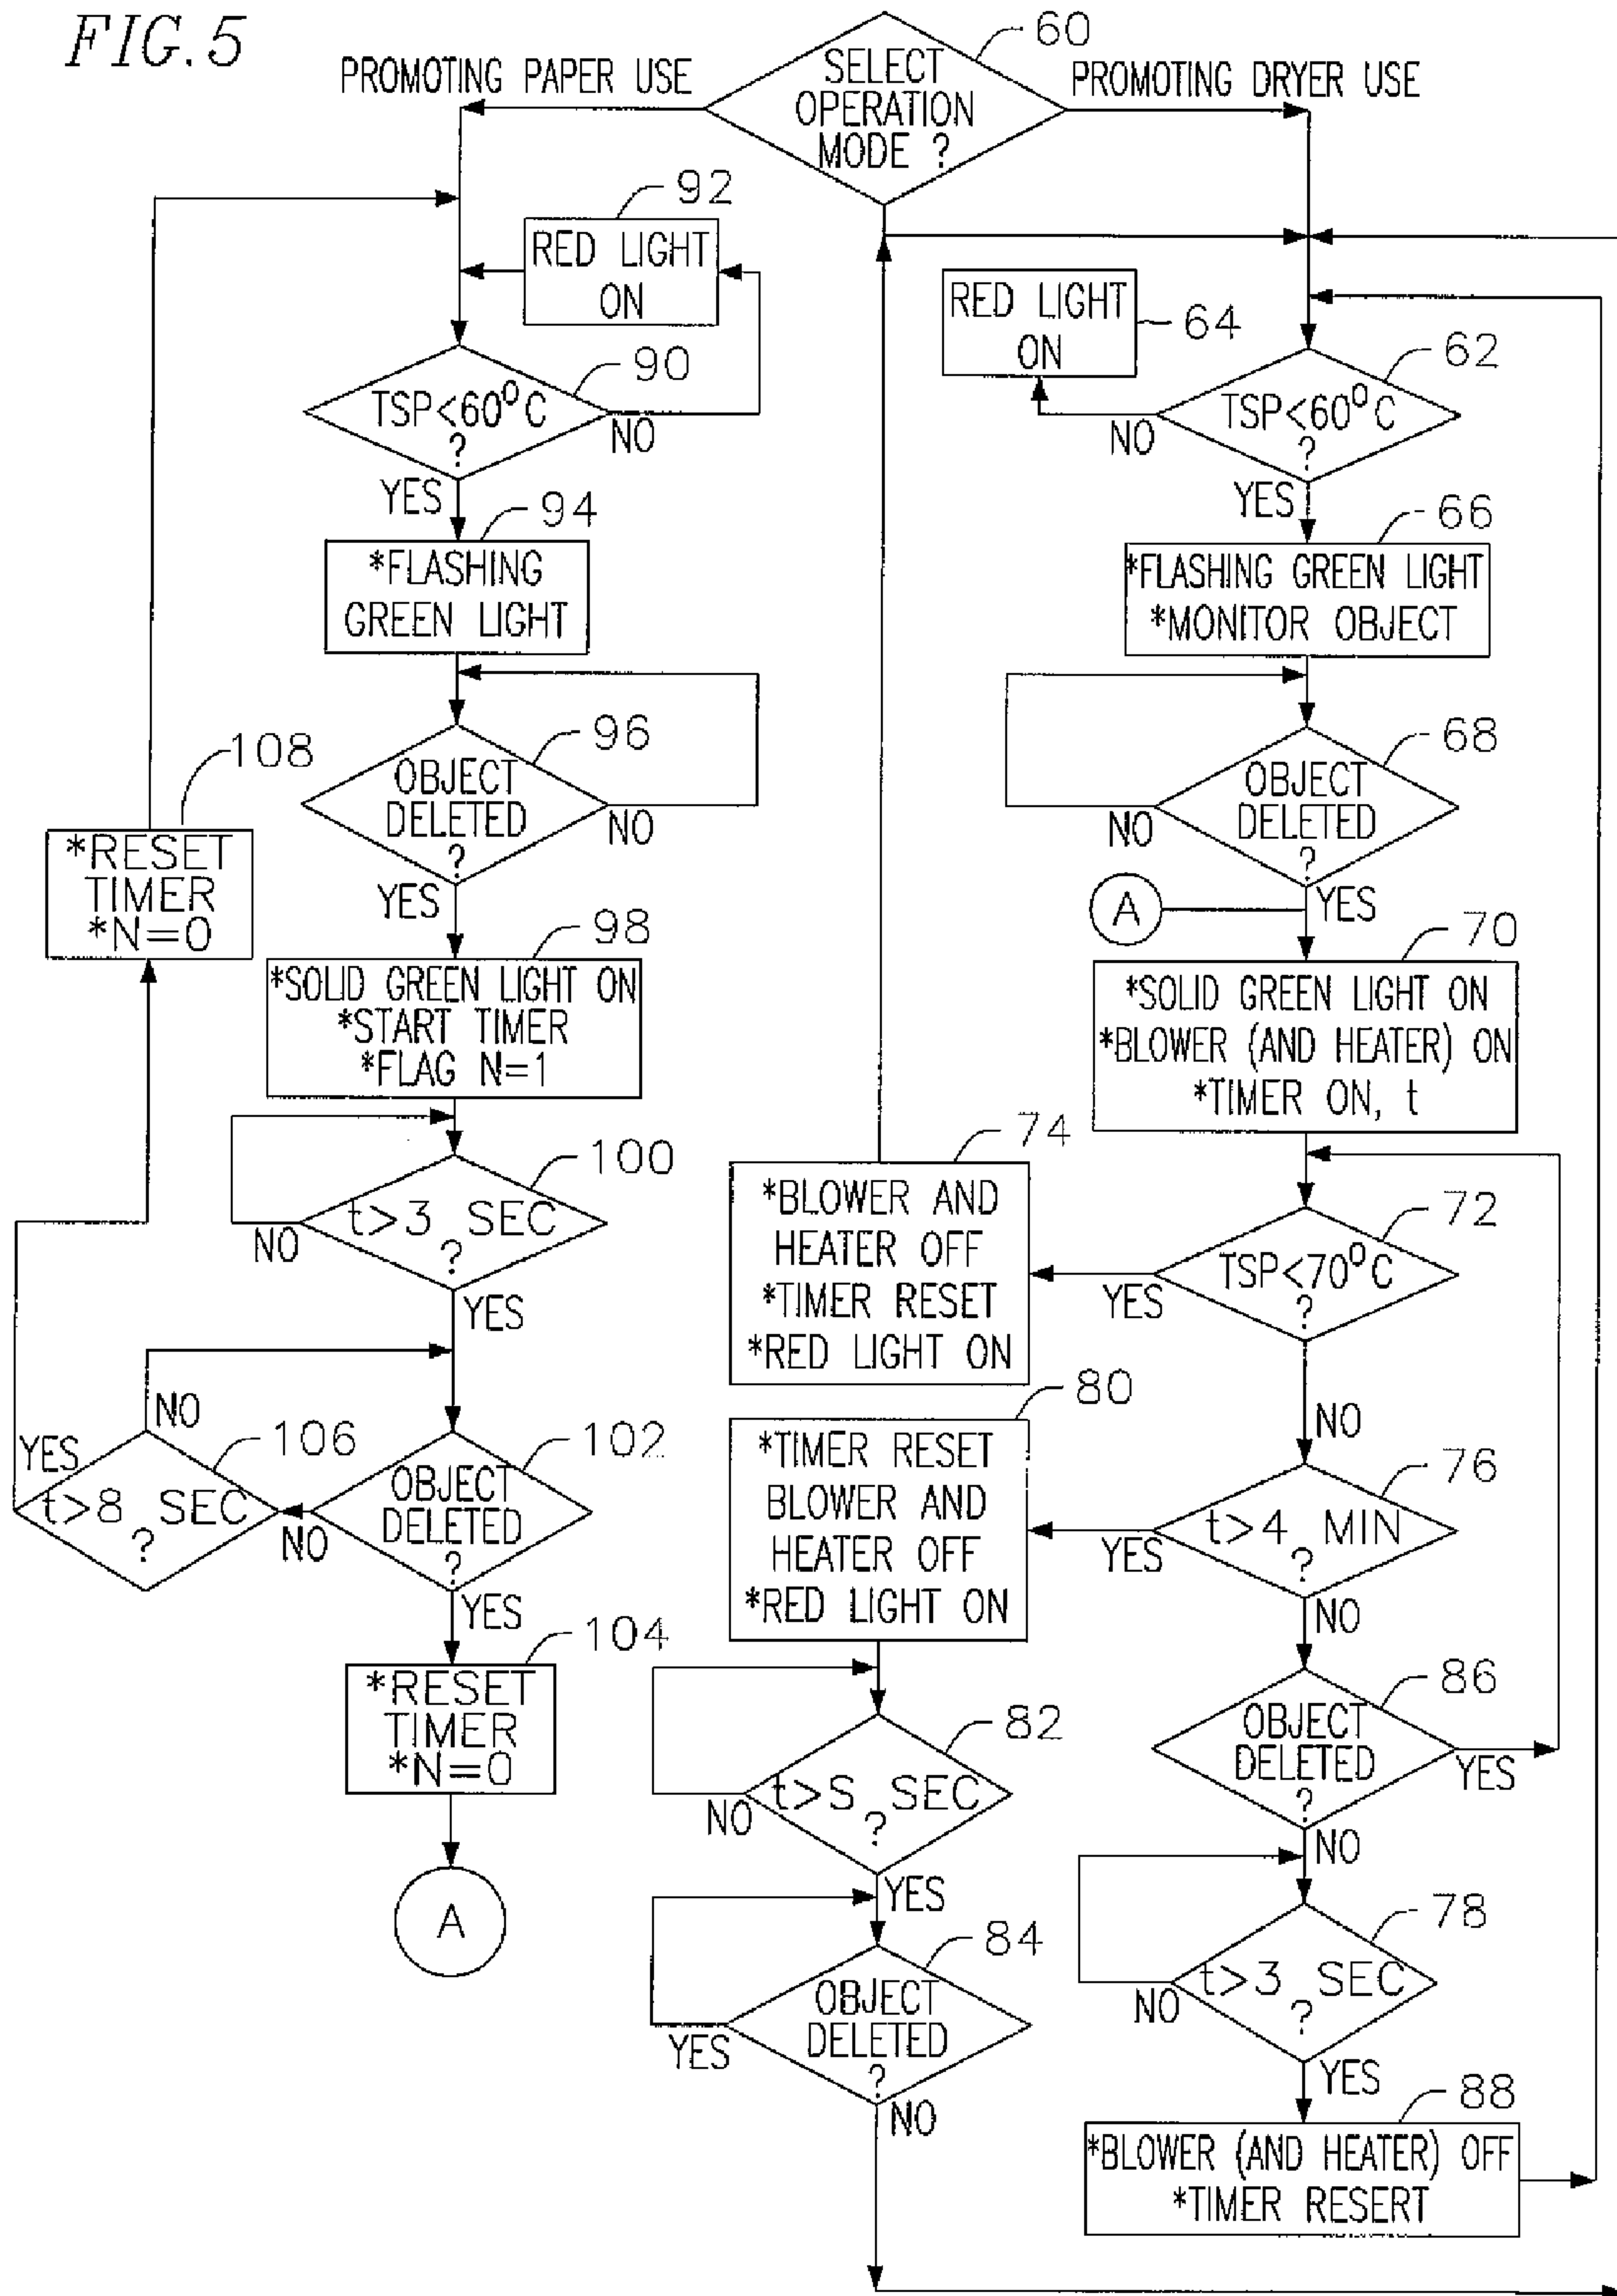 FIG. 5
60
SELECT
OPERATION
MODE ?
PROMOTING PAPER USE
PROMOTING DRYER USE
92
RED LIGHT
ON
90
TSP<60⁰C
?
NO
YES
94
*FLASHING
GREEN LIGHT
96
OBJECT
DELETED
?
NO
YES
98
*SOLID GREEN LIGHT ON
*START TIMER
*FLAG N=1
100
t>3 SEC
?
NO
YES
102
OBJECT
DELETED
?
NO
YES
106
t>8 SEC
?
NO
YES
108
*RESET
TIMER
*N=0
104
*RESET
TIMER
*N=0
A
RED LIGHT
ON
64
62
TSP<60⁰C
?
NO
YES
66
*FLASHING GREEN LIGHT
*MONITOR OBJECT
68
OBJECT
DELETED
?
NO
YES
A
70
*SOLID GREEN LIGHT ON
*BLOWER (AND HEATER) ON
*TIMER ON, t
72
TSP<70⁰C
?
YES
NO
74
*BLOWER AND
HEATER OFF
*TIMER RESET
*RED LIGHT ON
76
t>4 MIN
?
YES
NO
80
*TIMER RESET
BLOWER AND
HEATER OFF
*RED LIGHT ON
82
t>S SEC
?
NO
YES
84
OBJECT
DELETED
?
YES
NO
86
OBJECT
DELETED
?
YES
NO
78
t>3 SEC
?
NO
YES
88
*BLOWER (AND HEATER) OFF
*TIMER RESERT